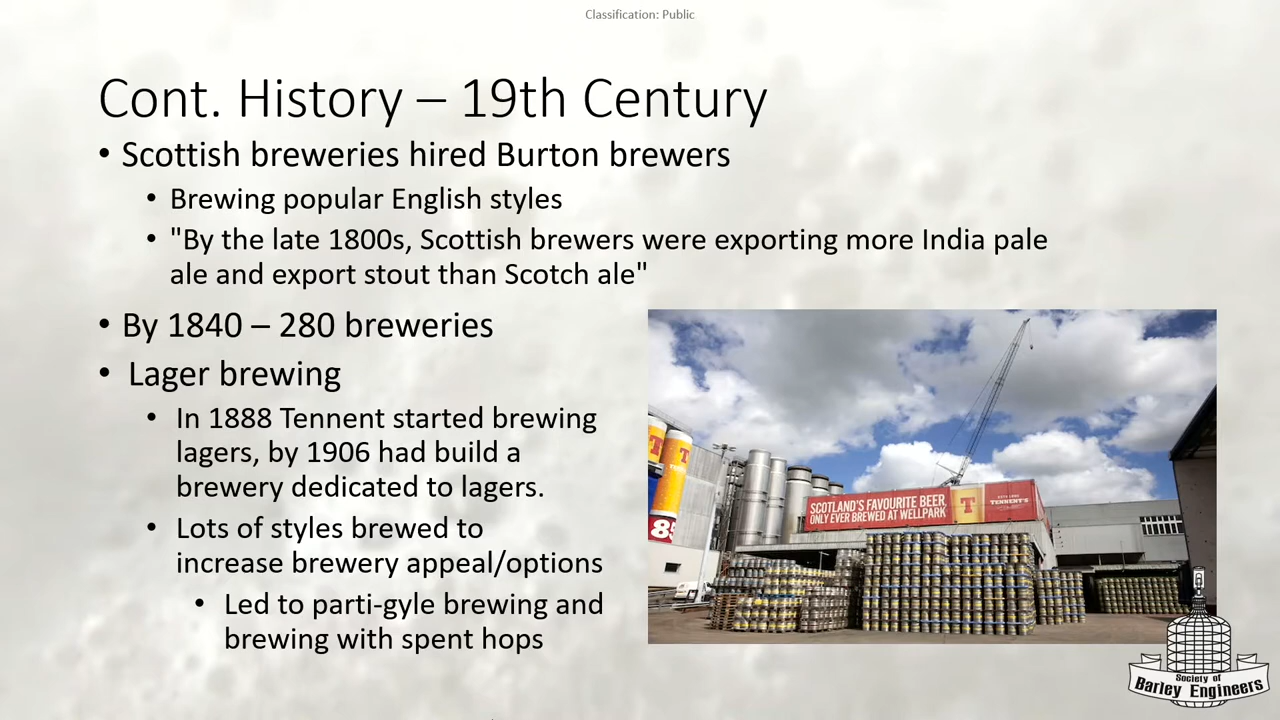 Classification: Public
Cont. History – 19th Century
• Scottish breweries hired Burton brewers
• Brewing popular English styles
• "By the late 1800s, Scottish brewers were exporting more India pale
ale and export stout than Scotch ale"
• By 1840 – 280 breweries
• Lager brewing
• In 1888 Tennent started brewing
lagers, by 1906 had build a
brewery dedicated to lagers.
• Lots of styles brewed to
increase brewery appeal/options
• Led to parti-gyle brewing and
brewing with spent hops
SCOTLAND'S FAVOURITE BEER,
ONLY EVER BREWED AT WELLPARK
T
TENNENT'S
T
T
85
Society of
Barley Engineers